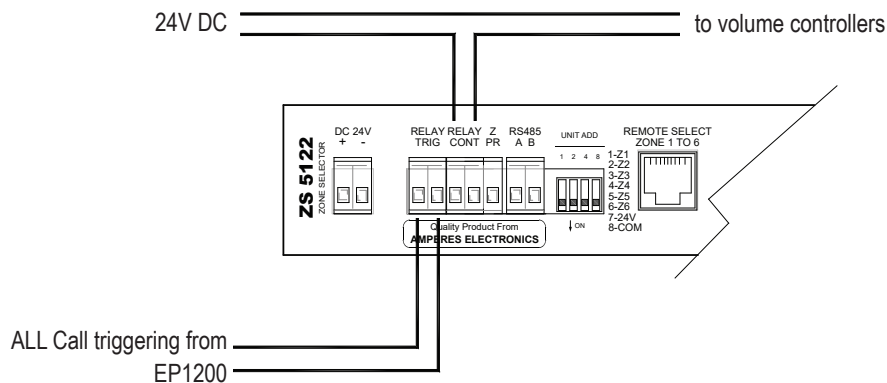 24V DC
to volume controllers
ZS 5122
ZONE SELECTOR
DC 24V
+ -
RELAY RELAY Z RS485
TRIG CONT PR A B
UNIT ADD
1 2 4 8
ON
REMOTE SELECT
ZONE 1 TO 6
1-Z1
2-Z2
3-Z3
4-Z4
5-Z5
6-Z6
7-24V
8-COM
Quality Product From
AMPERES ELECTRONICS
ALL Call triggering from
EP1200